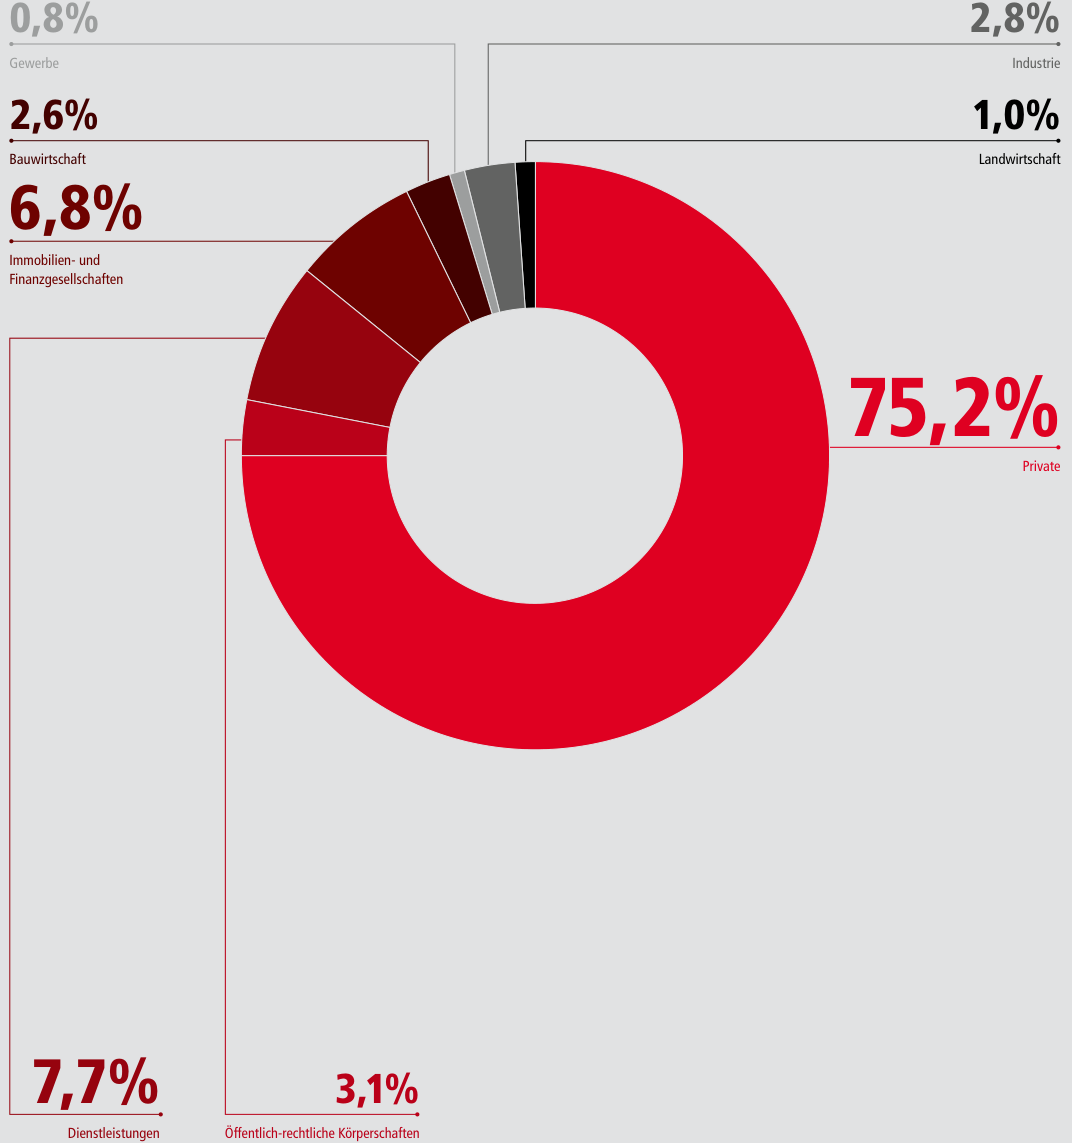 0,8%
Gewerbe
2,8%
Industrie
2,6%
Bauwirtschaft
1,0%
Landwirtschaft
6,8%
Immobilien- und
Finanzgesellschaften
75,2%
Private
7,7%
Dienstleistungen
3,1%
Öffentlich-rechtliche Körperschaften